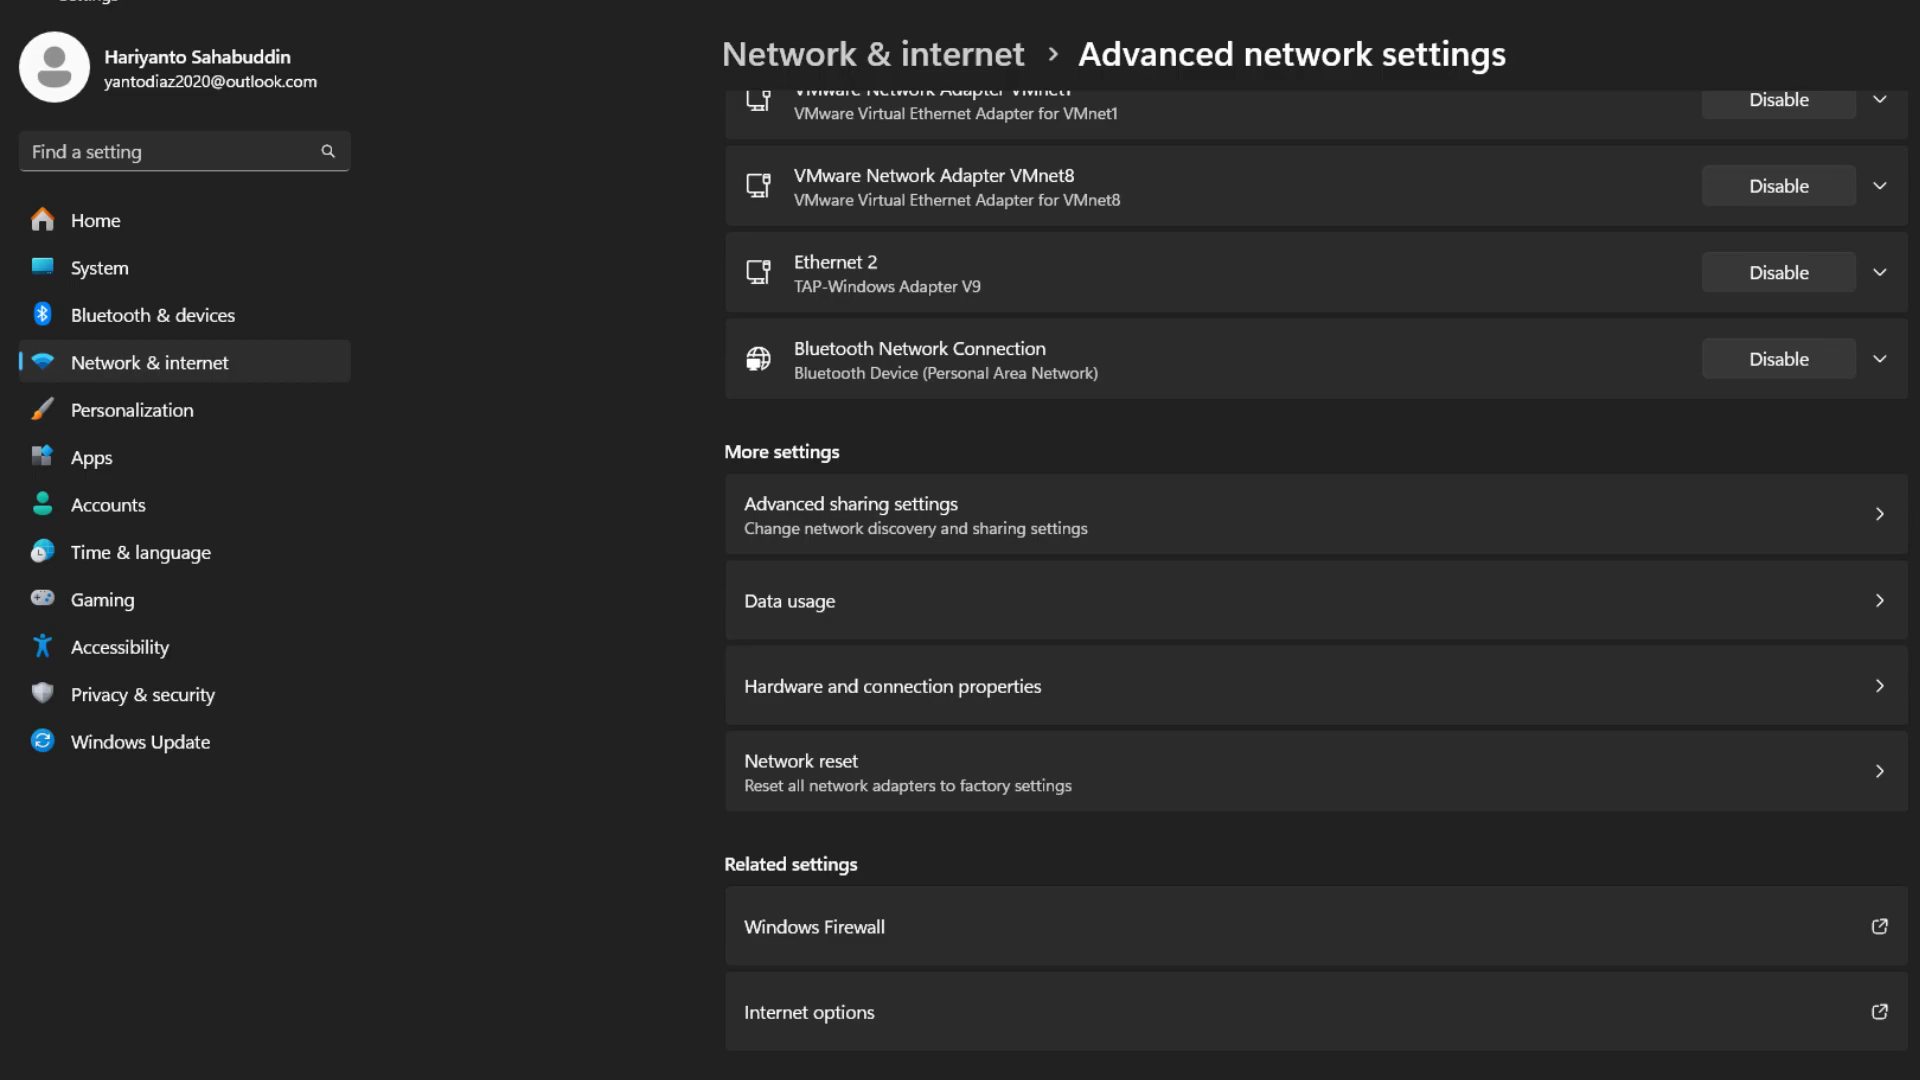 Settings
Hariyanto Sahabuddin
yantodiaz2020@outlook.com
Find a setting
Home
System
Bluetooth & devices
Network & internet
Personalization
Apps
Accounts
Time & language
Gaming
Accessibility
Privacy & security
Windows Update
Network & internet > Advanced network settings
VMware Network Adapter VMnet1
VMware Virtual Ethernet Adapter for VMnet1
Disable
VMware Network Adapter VMnet8
VMware Virtual Ethernet Adapter for VMnet8
Disable
Ethernet 2
TAP-Windows Adapter V9
Disable
Bluetooth Network Connection
Bluetooth Device (Personal Area Network)
Disable
More settings
Advanced sharing settings
Change network discovery and sharing settings
Data usage
Hardware and connection properties
Network reset
Reset all network adapters to factory settings
Related settings
Windows Firewall
Internet options